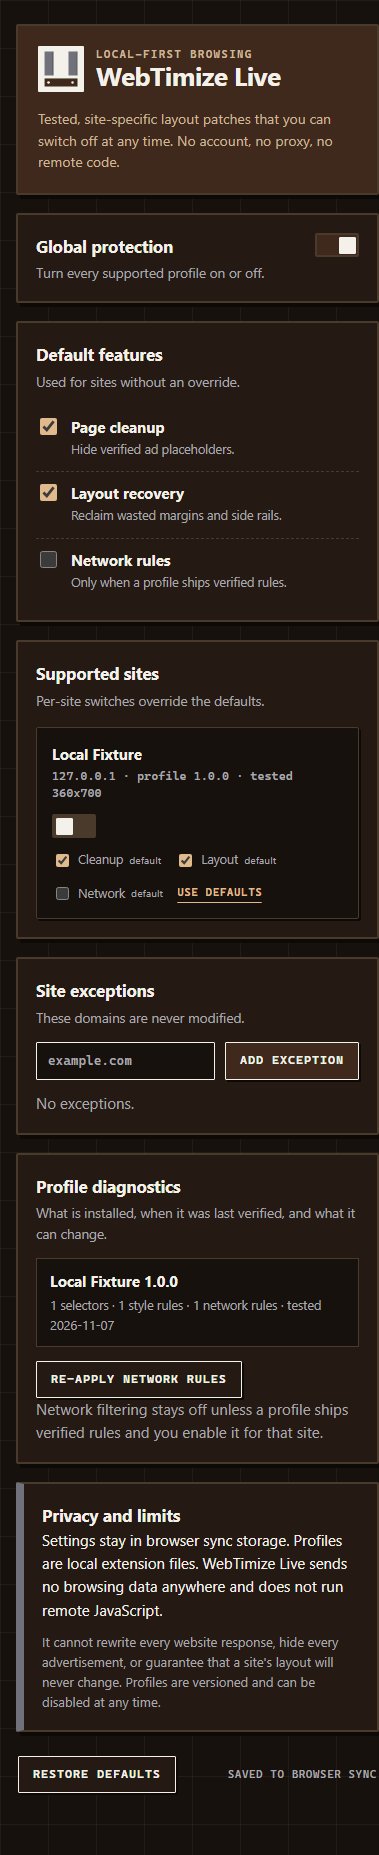 LOCAL-FIRST BROWSING
WebTimize Live
Tested, site-specific layout patches that you can
switch off at any time. No account, no proxy, no
remote code.
Global protection
Turn every supported profile on or off.
Default features
Used for sites without an override.
Page cleanup
Hide verified ad placeholders.
Layout recovery
Reclaim wasted margins and side rails.
Network rules
Only when a profile ships verified rules.
Supported sites
Per-site switches override the defaults.
Local Fixture
127.0.0.1 · profile 1.0.0 · tested
360x700
Cleanup default Layout default
Network default USE DEFAULTS
Site exceptions
These domains are never modified.
example.com ADD EXCEPTION
No exceptions.
Profile diagnostics
What is installed, when it was last verified, and what it
can change.
Local Fixture 1.0.0
1 selectors · 1 style rules · 1 network rules · tested
2026-11-07
RE-APPLY NETWORK RULES
Network filtering stays off unless a profile ships
verified rules and you enable it for that site.
Privacy and limits
Settings stay in browser sync storage. Profiles
are local extension files. WebTimize Live sends
no browsing data anywhere and does not run
remote JavaScript.
It cannot rewrite every website response, hide every
advertisement, or guarantee that a site's layout will
never change. Profiles are versioned and can be
disabled at any time.
RESTORE DEFAULTS SAVED TO BROWSER SYNC